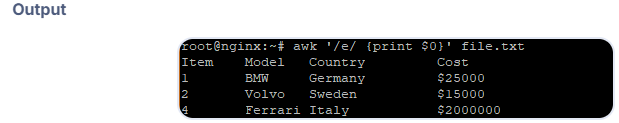 Output
root@nginx:~# awk '/e/ {print $0}' file.txt
Item Model Country Cost
1 BMW Germany $25000
2 Volvo Sweden $15000
4 Ferrari Italy $2000000